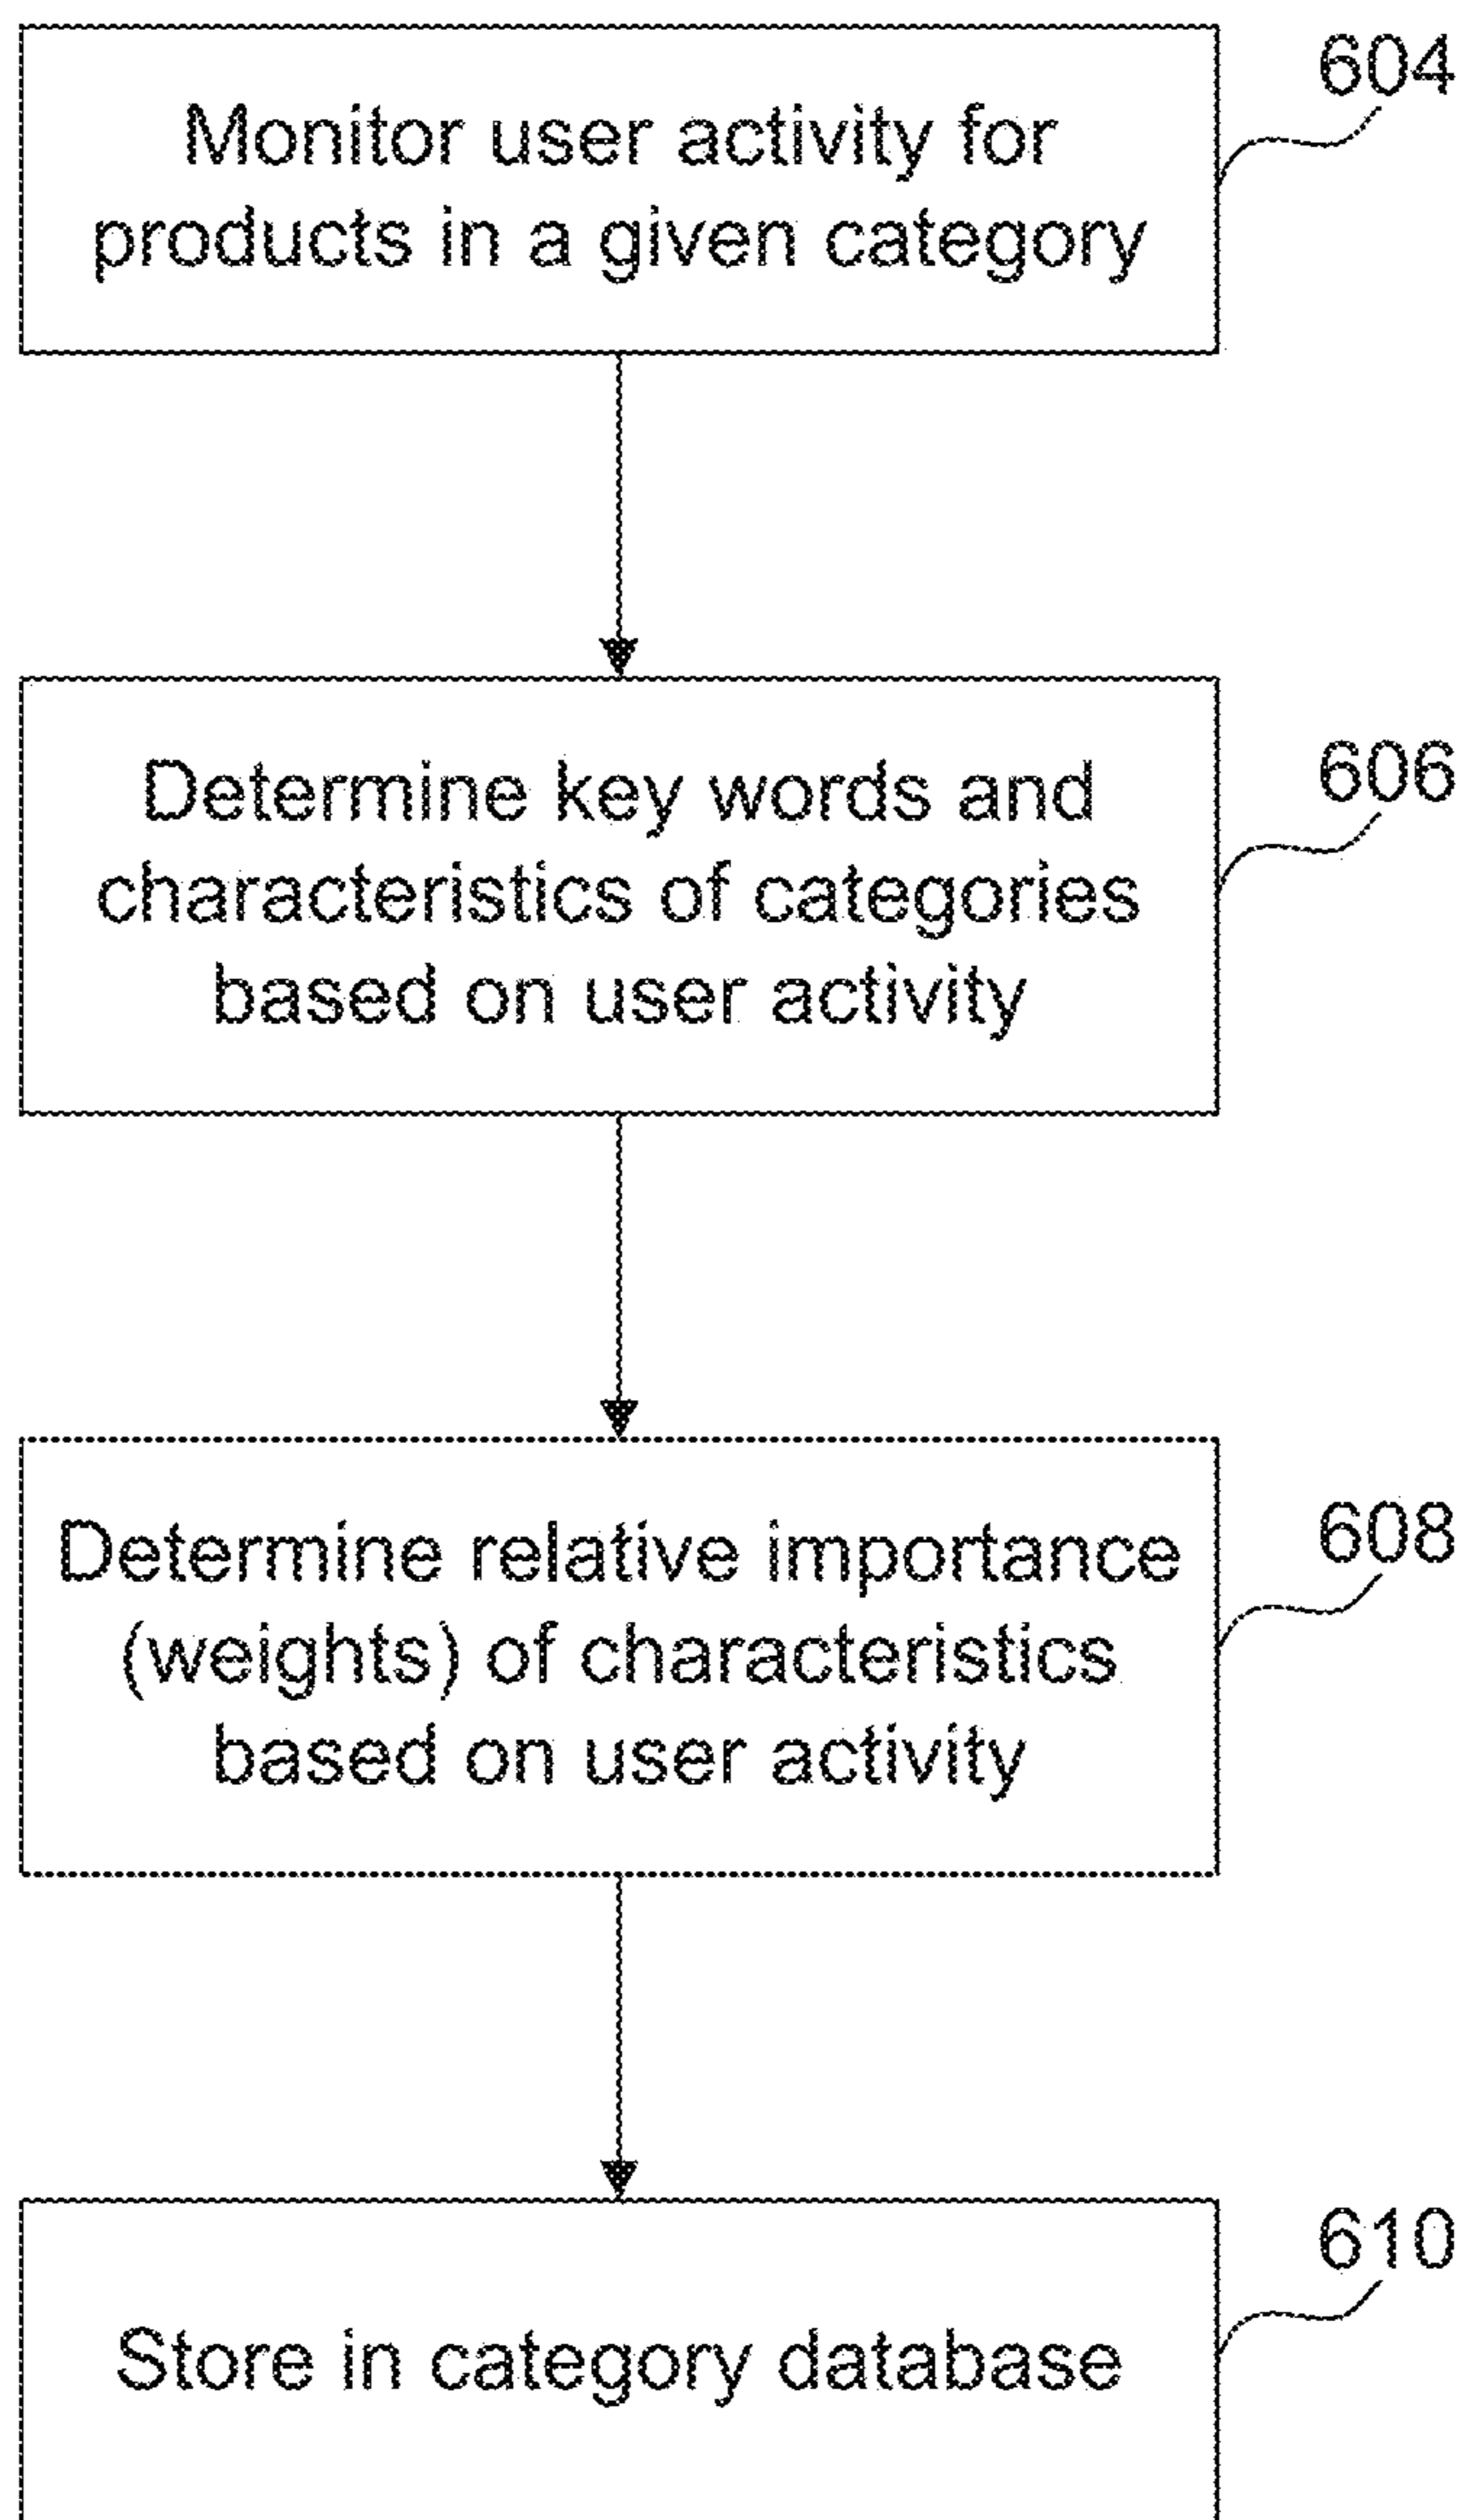 604
Monitor user activity for
products in a given category
606
Determine key words and
characteristics of categories
based on user activity
608
Determine relative importance
(weights) of characteristics
based on user activity
610
Store in category database